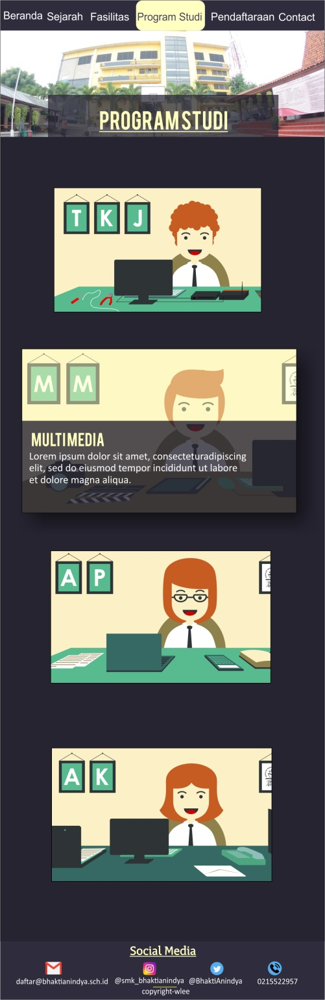 Beranda Sejarah Fasilitas Program Studi Pendaftaraan Contact
PROGRAM STUDI
T K J
M M
MULTIMEDIA
Lorem ipsum dolor sit amet, consecteturadipiscing
elit, sed do eiusmod tempor incididunt ut labore
et dolore magna aliqua.
A P
A K
Social Media
datftar@bhaktianindya.sch.id @smk_bhaktianindya @BhaktiAnindya 0215522957
copyright-wlee